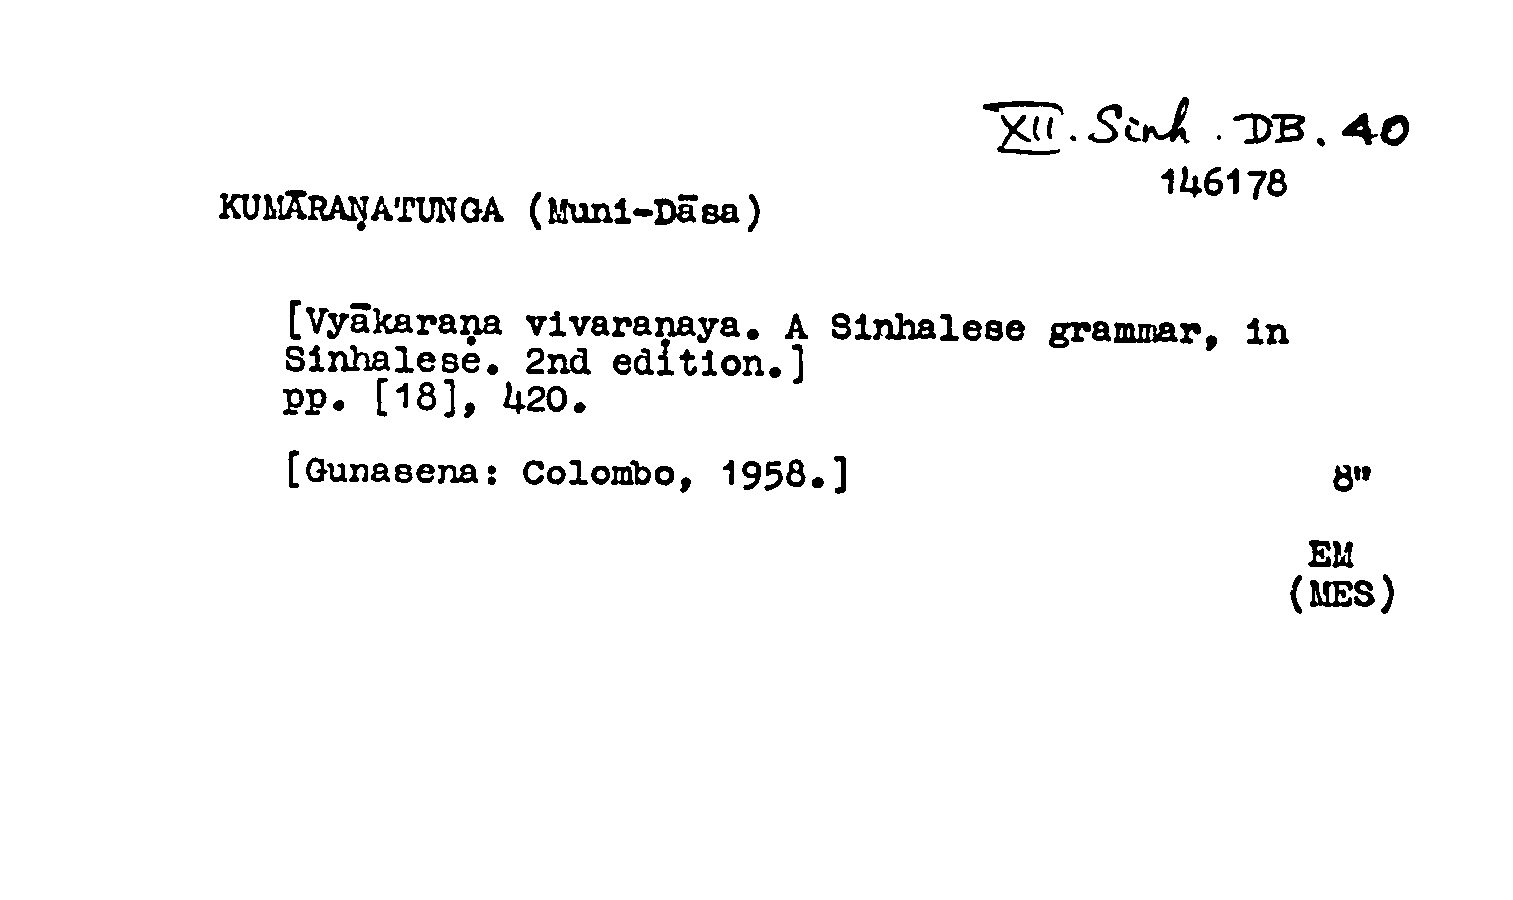 XII. Sinh. DB. 40
146178
KUMĀRAṆATUNGA (Muni-Dāsa)
[Vyākaraṇa vivaraṇaya. A Sinhalese grammar, in
Sinhalese. 2nd edition.]
pp. [18], 420.
[Gunasena: Colombo, 1958.]
8"
EM
(MES)